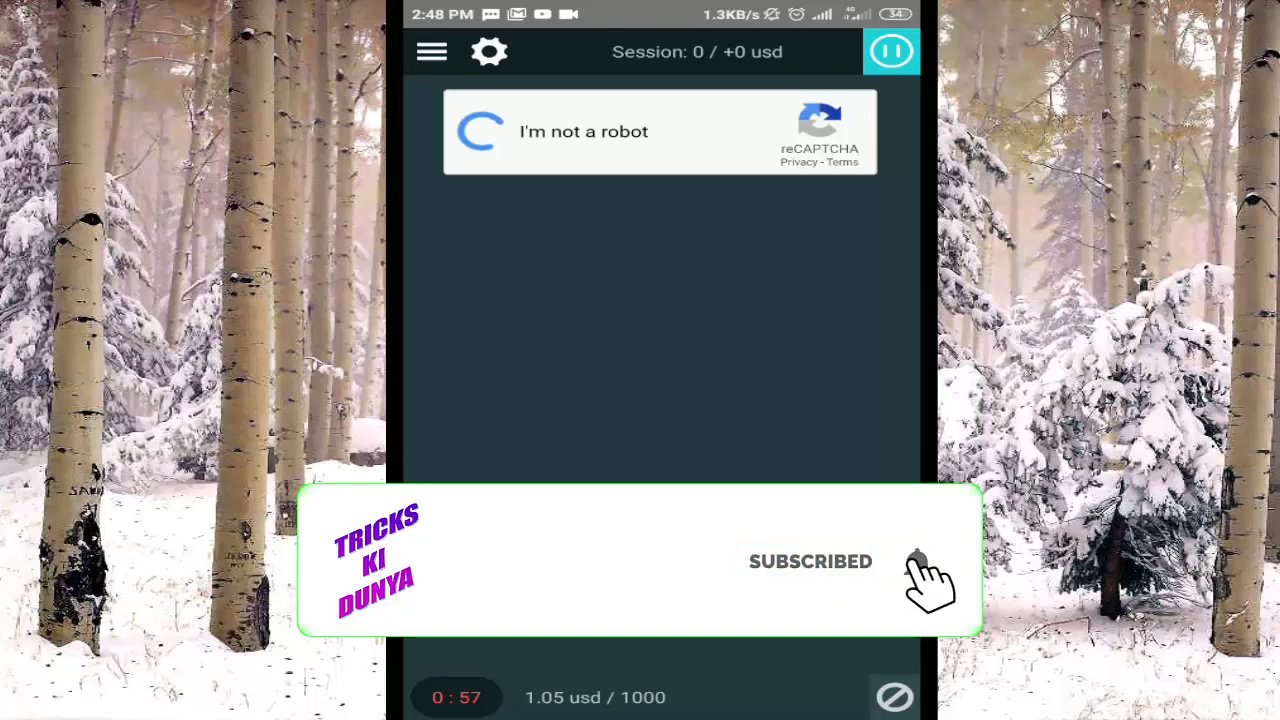 2:48 PM
1.3KB/s
4G
34
Session: 0 / +0 usd
I'm not a robot
reCAPTCHA
Privacy - Terms
TRICKS
KI
DUNYA
SUBSCRIBED
0 : 57
1.05 usd / 1000